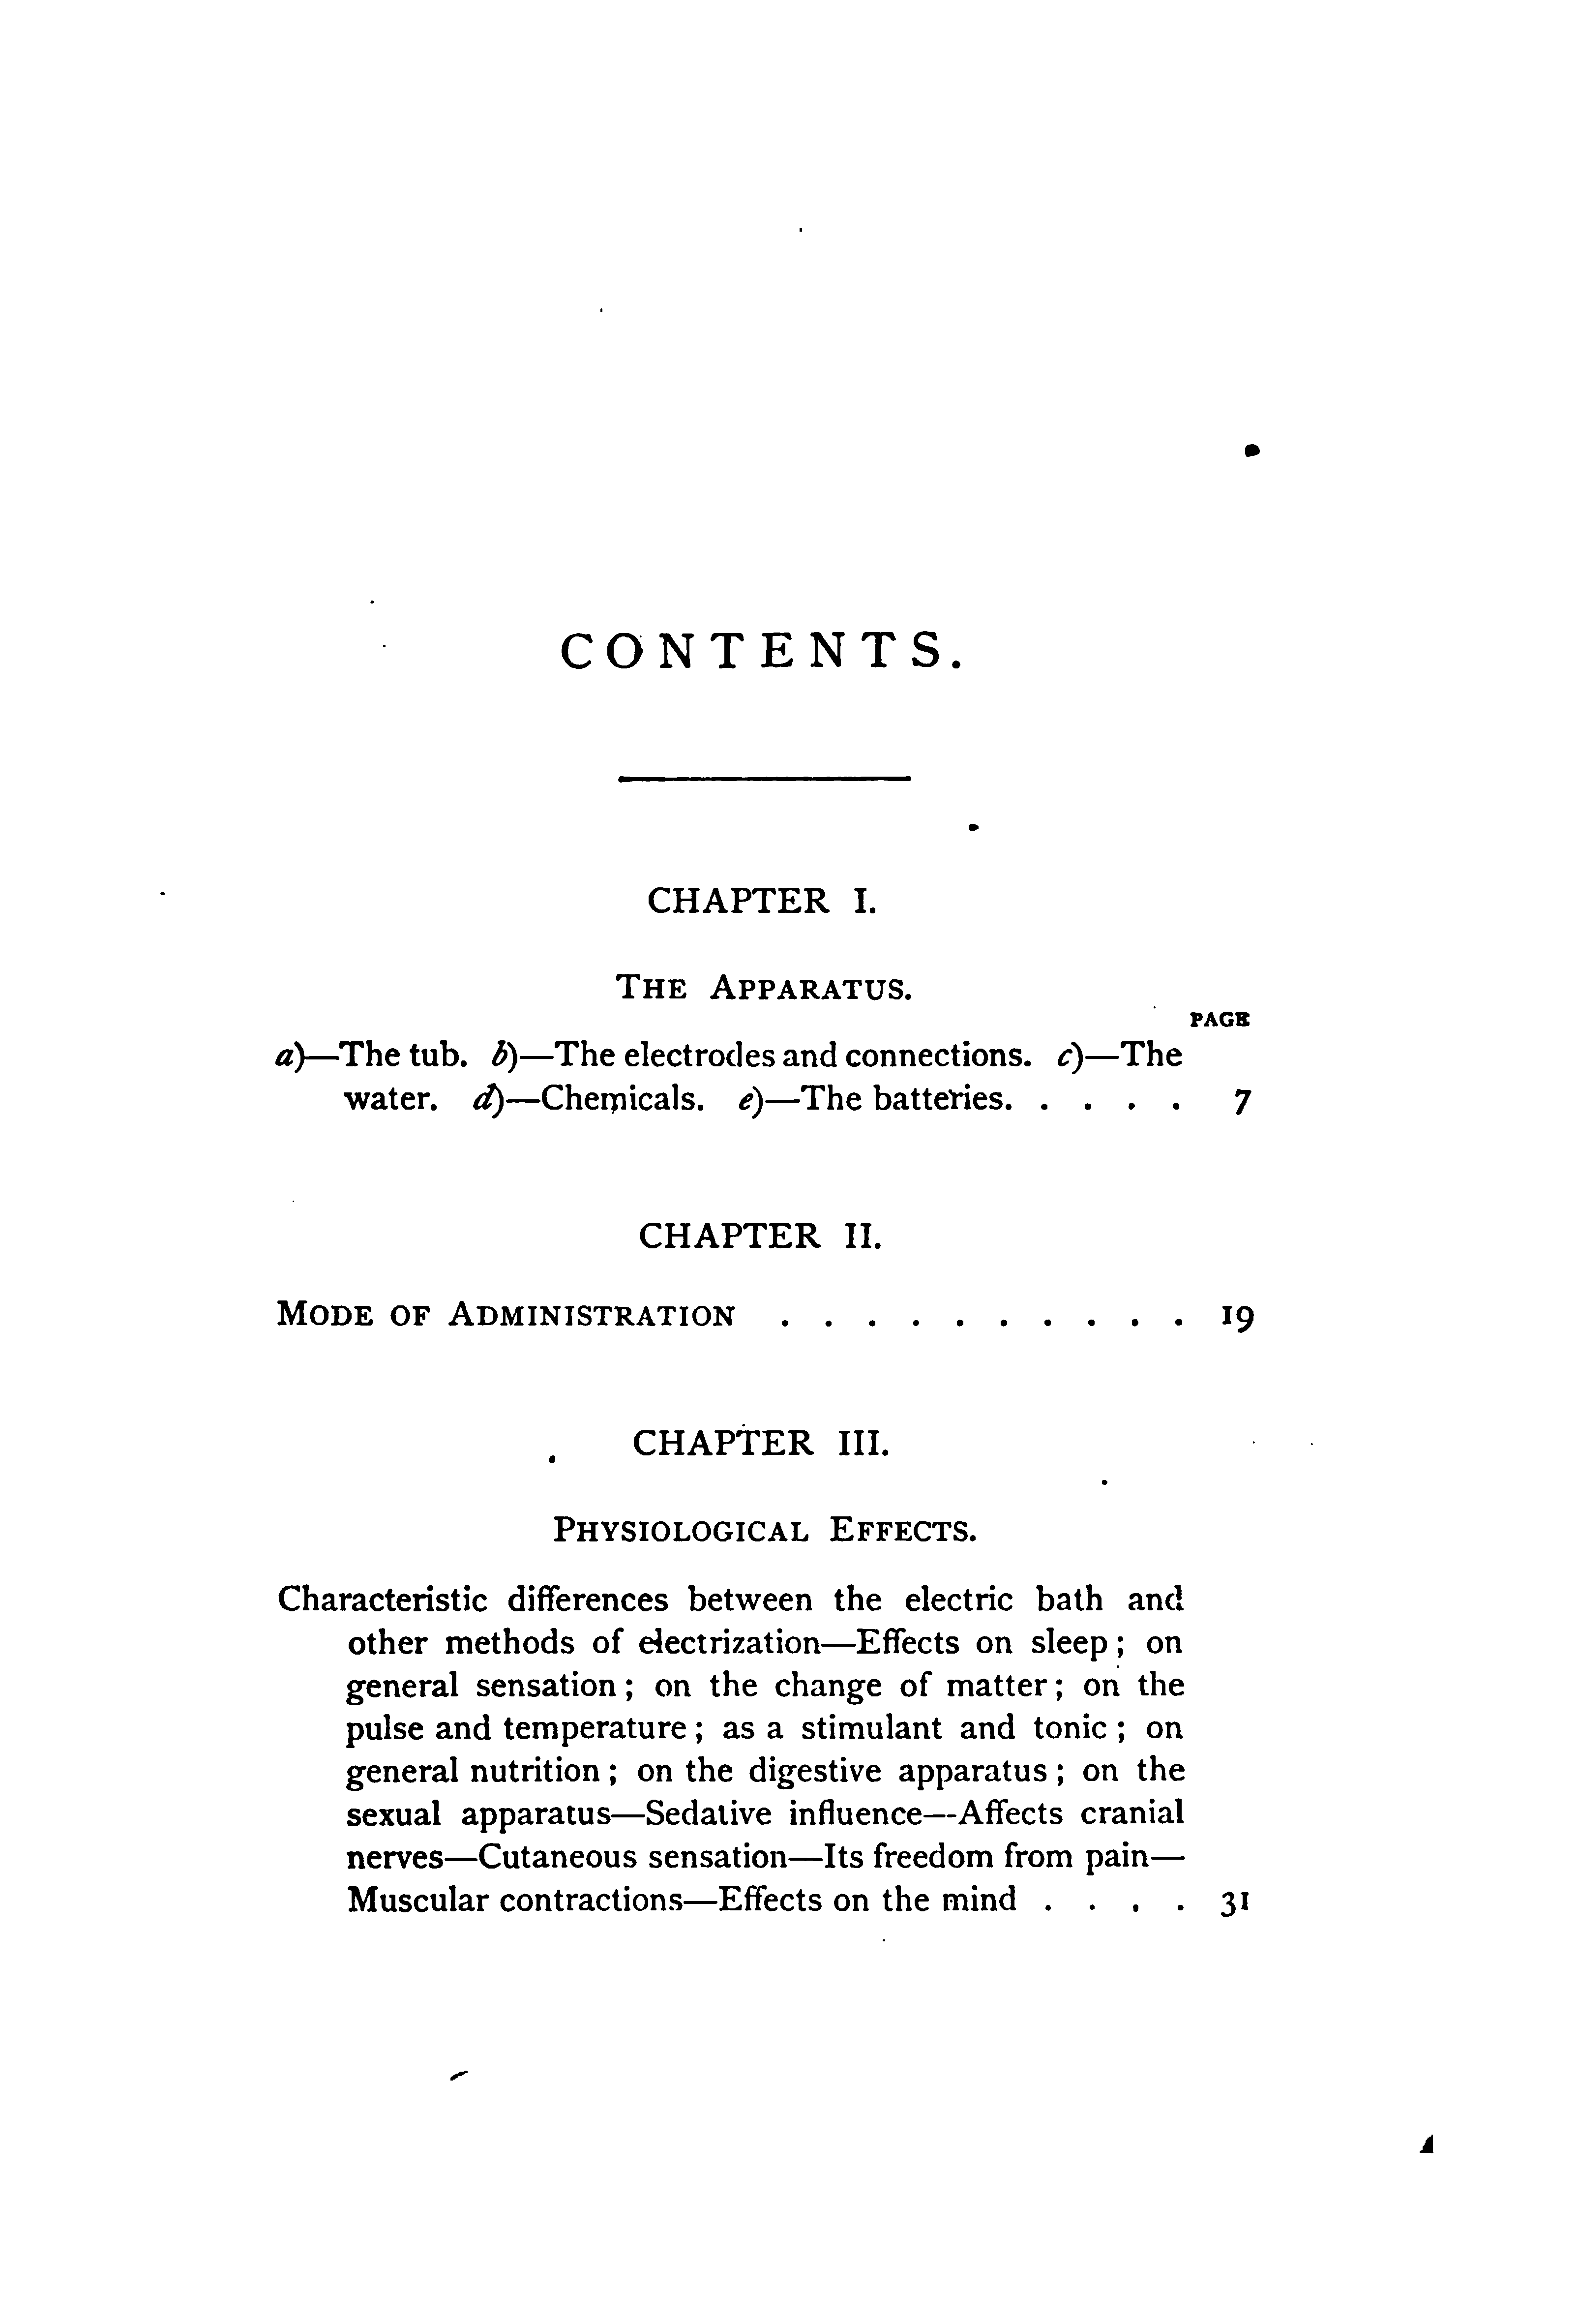 CONTENTS.
CHAPTER I.
THE APPARATUS.
PAGE
a)—The tub. b)—The electrodes and connections. c)—The
water. d)—Chemicals. e)—The batteries. . . . . 7
CHAPTER II.
MODE OF ADMINISTRATION . . . . . . . . . . 19
CHAPTER III.
PHYSIOLOGICAL EFFECTS.
Characteristic differences between the electric bath and
other methods of electrization—Effects on sleep; on
general sensation; on the change of matter; on the
pulse and temperature; as a stimulant and tonic; on
general nutrition; on the digestive apparatus; on the
sexual apparatus—Sedative influence—Affects cranial
nerves—Cutaneous sensation—Its freedom from pain—
Muscular contractions—Effects on the mind . . . . 31